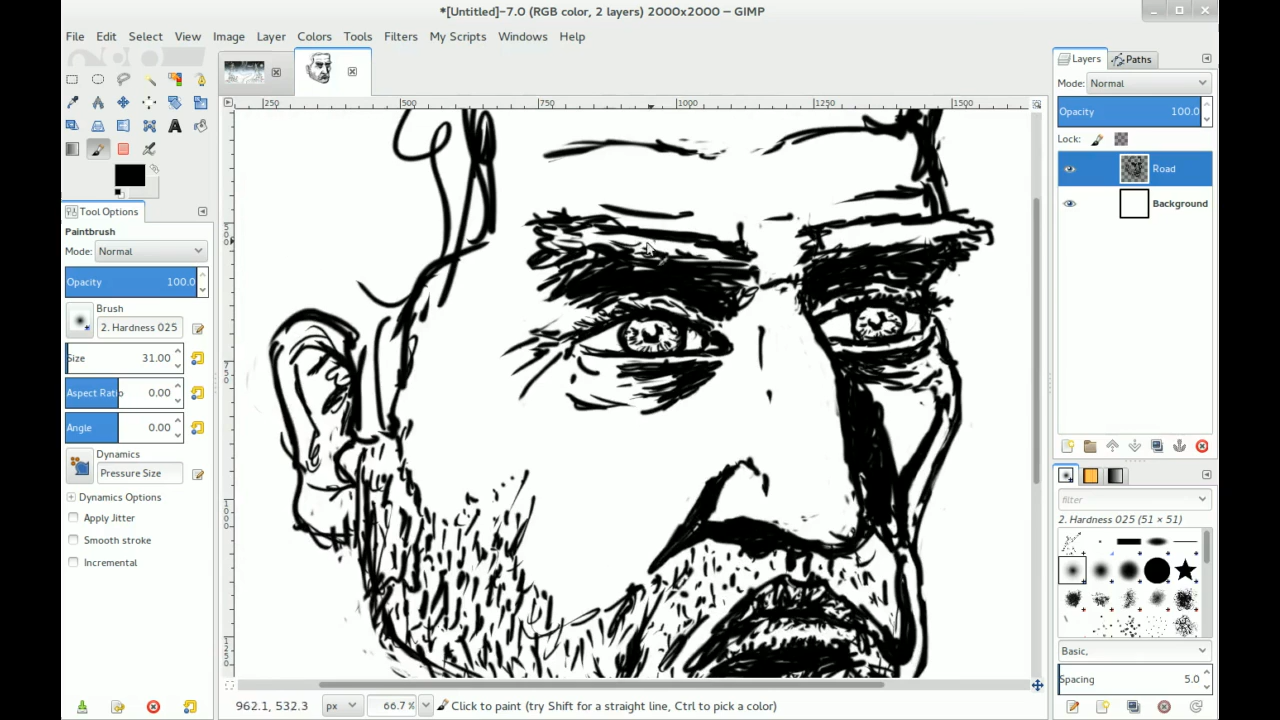 *[Untitled]-7.0 (RGB color, 2 layers) 2000x2000 – GIMP
File Edit Select View Image Layer Colors Tools Filters My Scripts Windows Help
Layers
Paths
Mode: Normal
Opacity 100.0
Lock:
Road
Background
250 500 750 1000 1250 1500
Tool Options
Paintbrush
Mode: Normal
Opacity 100.0
Brush
2. Hardness 025
Size 31.00
Aspect Ratio 0.00
Angle 0.00
Dynamics
Pressure Size
Dynamics Options
Apply Jitter
Smooth stroke
Incremental
500
750
1000
1250
filter
2. Hardness 025 (51 × 51)
Basic,
Spacing 5.0
962.1, 532.3 px 66.7 % Click to paint (try Shift for a straight line, Ctrl to pick a color)